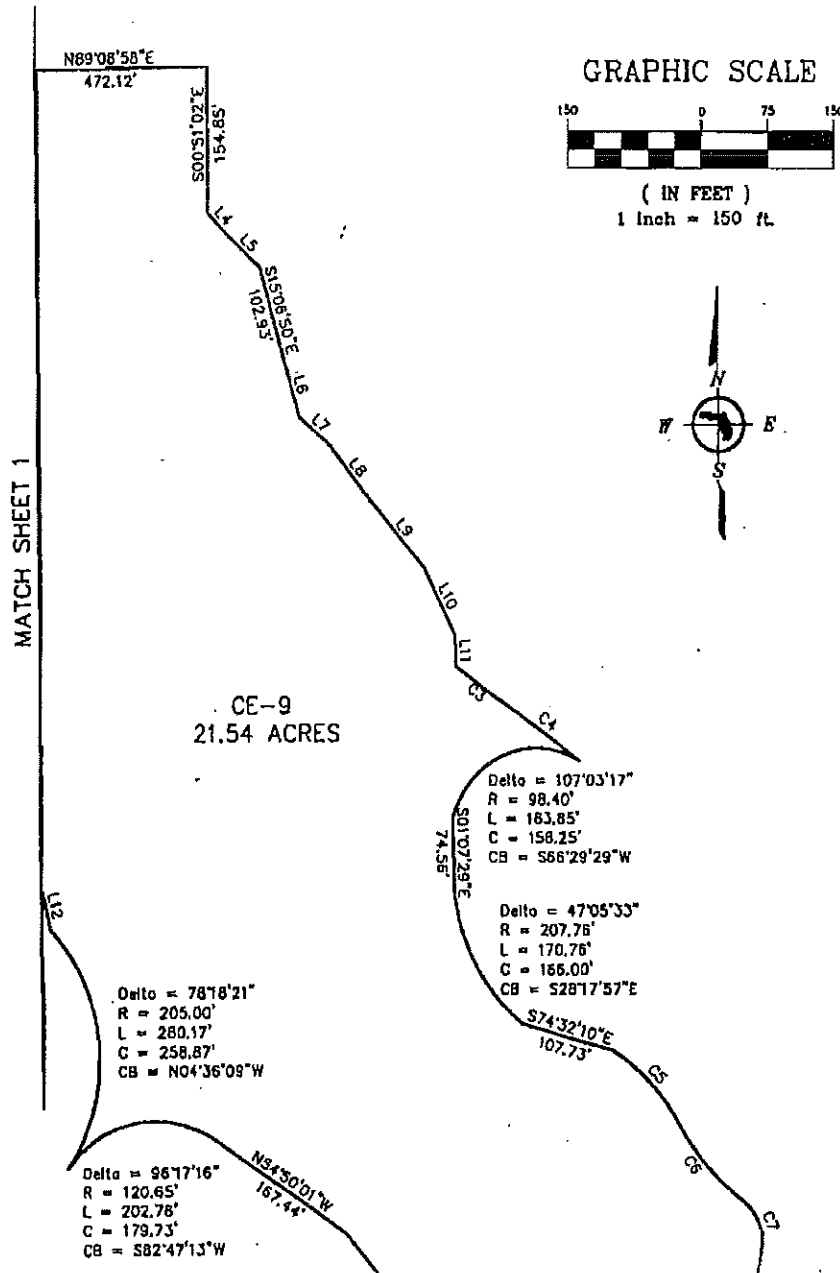 N89°08'58"E
472.12'
S00°51'02"E
154.85'
GRAPHIC SCALE
150 0 75 150
( IN FEET )
1 inch = 150 ft.
L4
L5
S15°06'50"E
102.93'
L6
L7
L8
L9
L10
L11
N
W E
S
MATCH SHEET 1
CE-9
21.54 ACRES
C3
C4
Delta = 107°03'17"
R = 98.40'
L = 183.85'
C = 158.25'
CB = S66°29'29"W
S01°07'29"E
74.56'
Delta = 47°05'33"
R = 207.76'
L = 170.76'
C = 166.00'
CB = S28°17'57"E
L12
Delta = 78°18'21"
R = 205.00'
L = 280.17'
C = 258.87'
CB = N04°36'09"W
S74°32'10"E
107.73'
C5
C6
C7
N54°50'01"W
167.44'
Delta = 96°17'16"
R = 120.65'
L = 202.76'
C = 179.73'
CB = S82°47'13"W